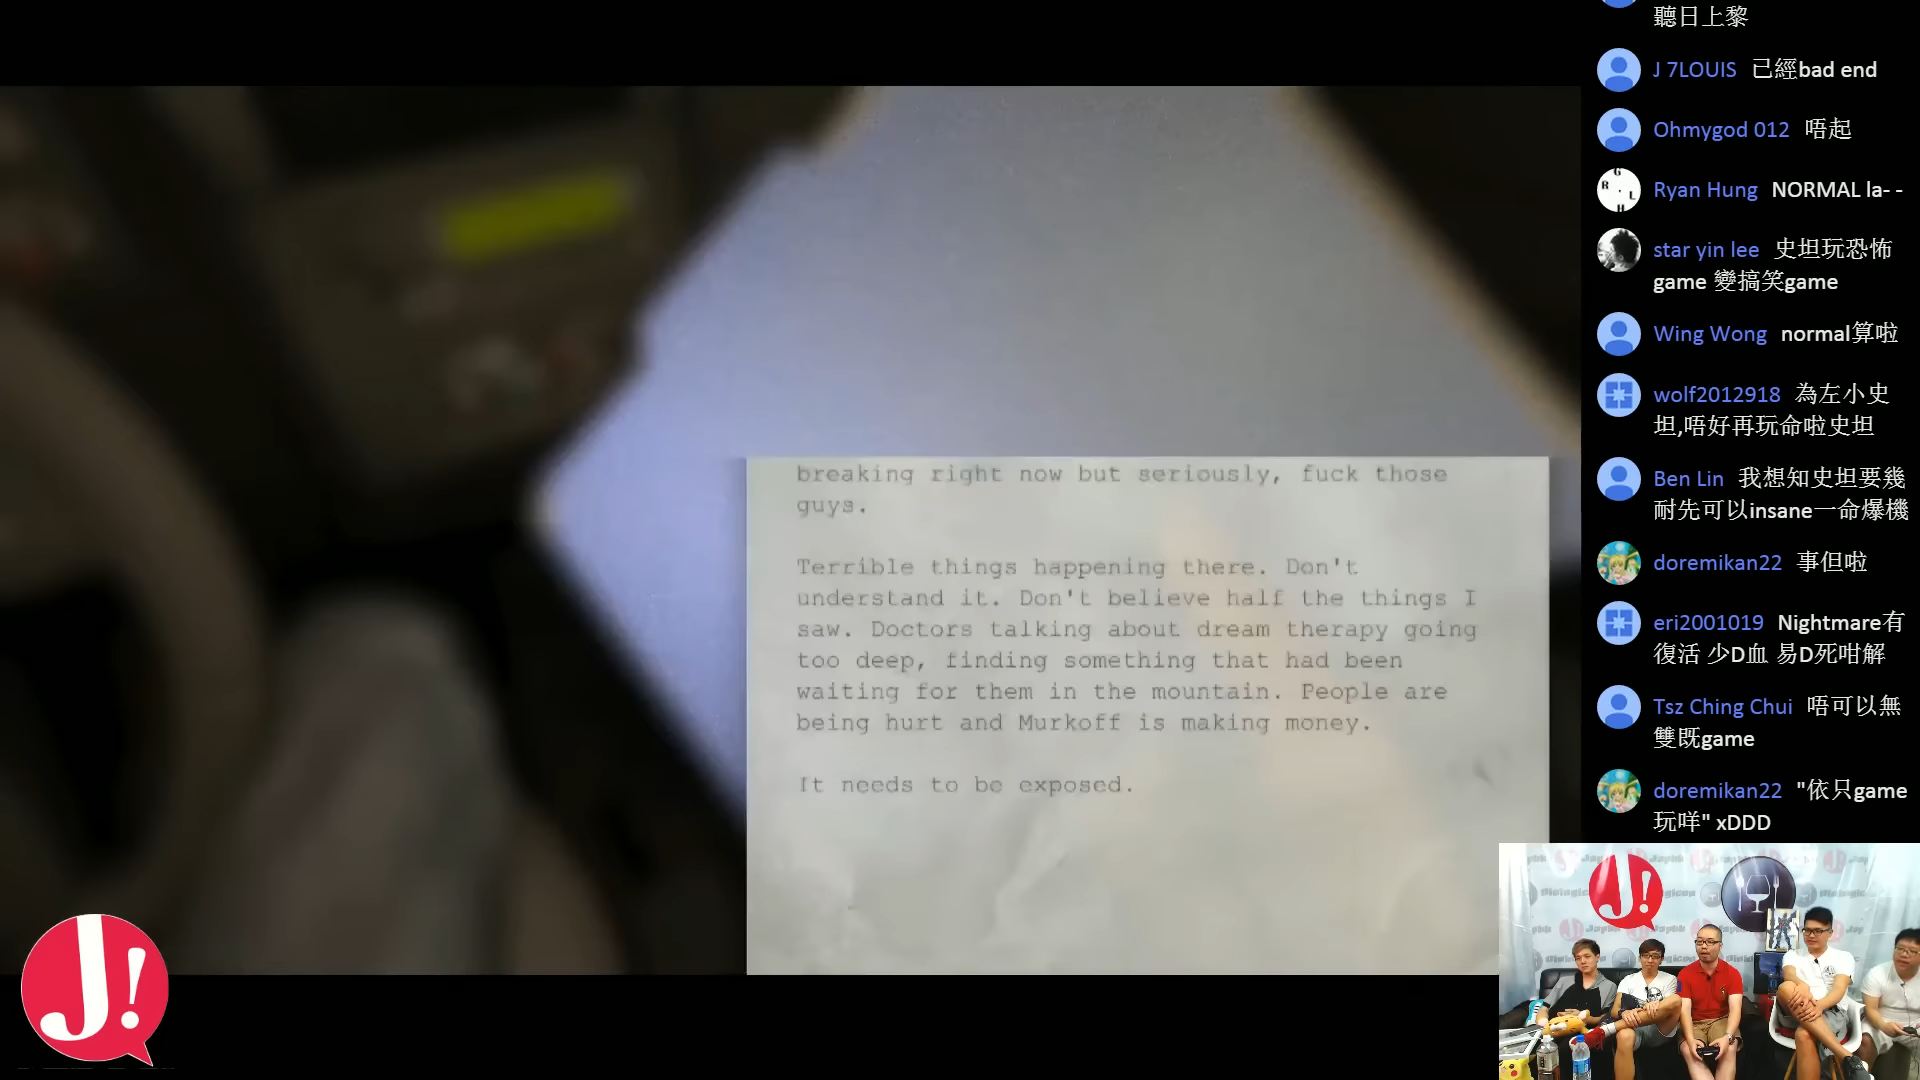 breaking right now but seriously, fuck those
guys.
Terrible things happening there. Don't
understand it. Don't believe half the things I
saw. Doctors talking about dream therapy going
too deep, finding something that had been
waiting for them in the mountain. People are
being hurt and Murkoff is making money.
It needs to be exposed.
聽日上黎
J 7LOUIS 已經bad end
Ohmygod 012 唔起
Ryan Hung NORMAL la- -
star yin lee 史坦玩恐怖
game 變搞笑game
Wing Wong normal算啦
wolf2012918 為左小史
坦,唔好再玩命啦史坦
Ben Lin 我想知史坦要幾
耐先可以insane一命爆機
doremikan22 事但啦
eri2001019 Nightmare有
復活 少D血 易D死咁解
Tsz Ching Chui 唔可以無
雙既game
doremikan22 "依只game
玩咩" xDDD
J!
J!